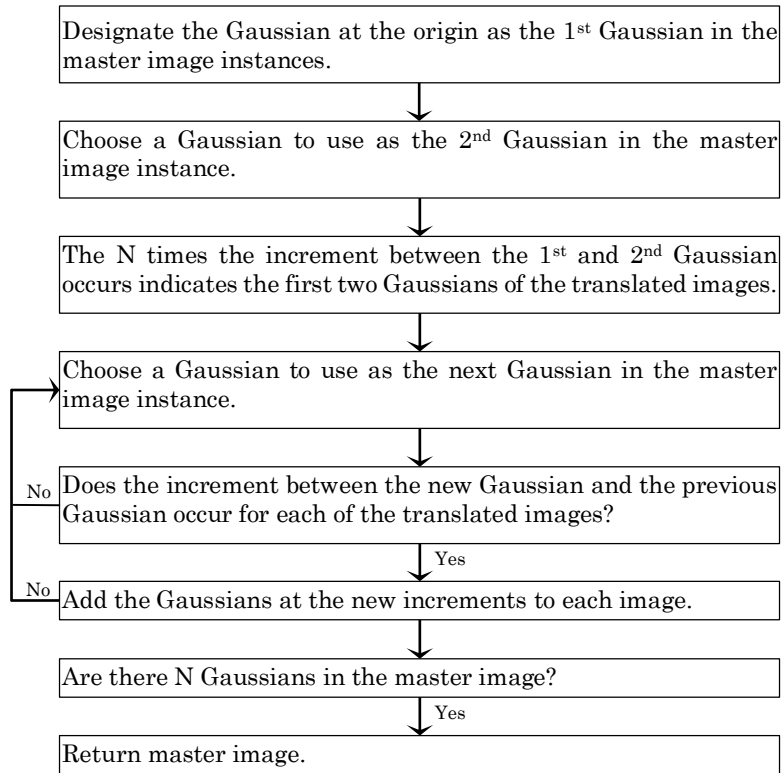 Designate the Gaussian at the origin as the 1st Gaussian in the
master image instances.
Choose a Gaussian to use as the 2nd Gaussian in the master
image instance.
The N times the increment between the 1st and 2nd Gaussian
occurs indicates the first two Gaussians of the translated images.
Choose a Gaussian to use as the next Gaussian in the master
image instance.
No
Does the increment between the new Gaussian and the previous
Gaussian occur for each of the translated images?
Yes
No
Add the Gaussians at the new increments to each image.
Are there N Gaussians in the master image?
Yes
Return master image.